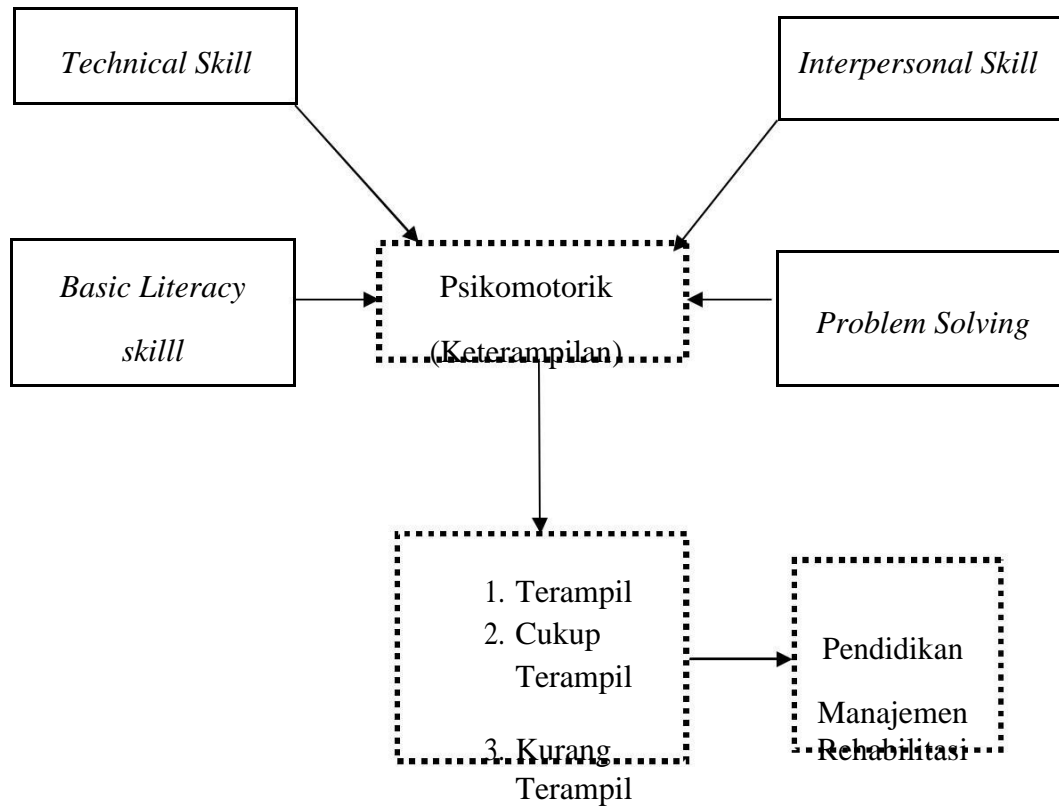 Technical Skill
Interpersonal Skill
Basic Literacy
skilll
Psikomotorik
(Keterampilan)
Problem Solving
1. Terampil
2. Cukup
Terampil
3. Kurang
Terampil
Pendidikan
Manajemen
Rehabilitasi